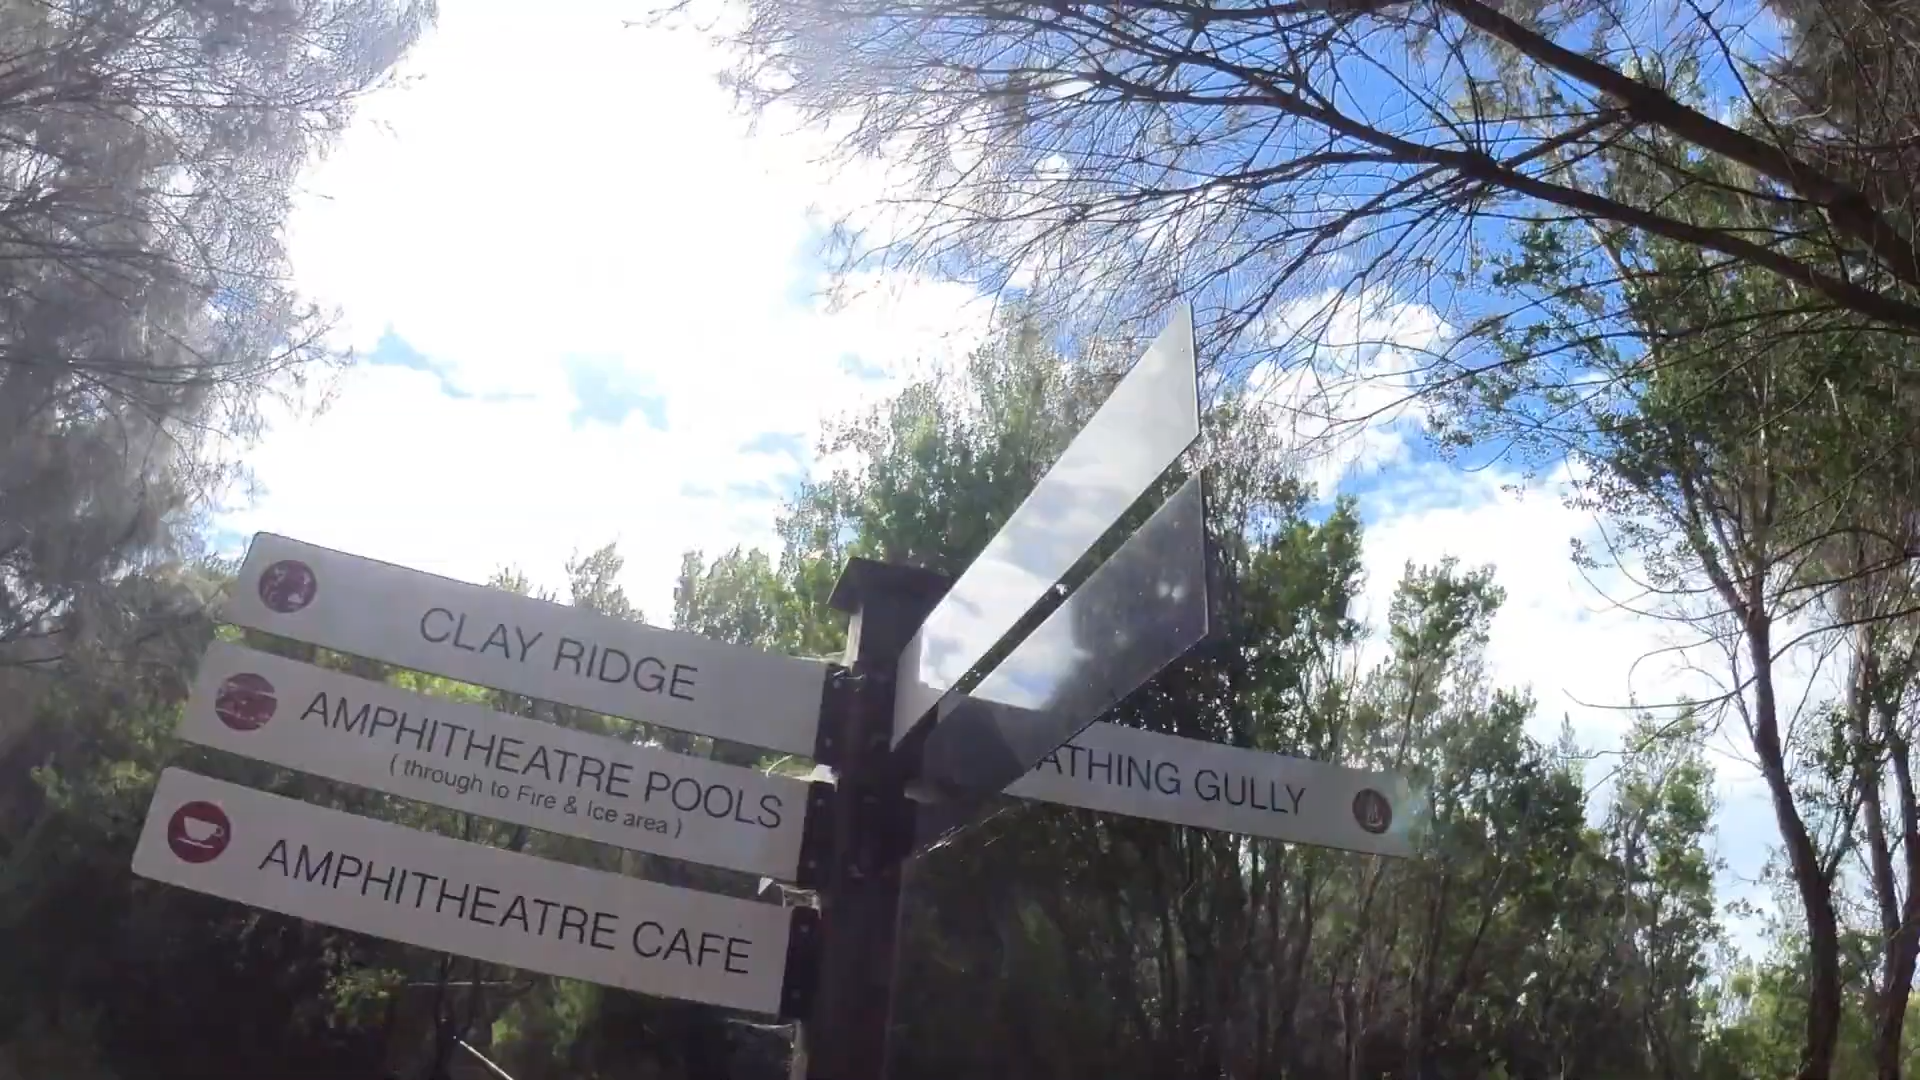 CLAY RIDGE
AMPHITHEATRE POOLS
( through to Fire & Ice area )
AMPHITHEATRE CAFE
ATHING GULLY